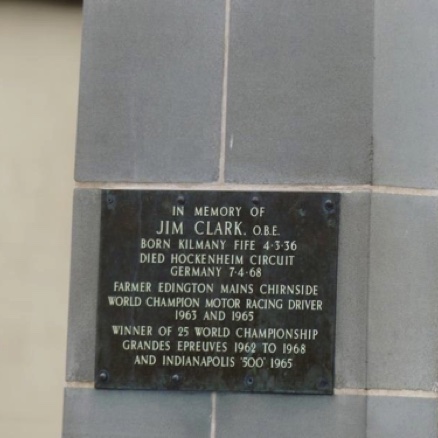 IN MEMORY OF
JIM CLARK, O.B.E.
BORN KILMANY FIFE 4·3·36
DIED HOCKENHEIM CIRCUIT
GERMANY 7·4·68
FARMER EDINGTON MAINS CHIRNSIDE
WORLD CHAMPION MOTOR RACING DRIVER
1963 AND 1965
WINNER OF 25 WORLD CHAMPIONSHIP
GRANDES EPREUVES 1962 TO 1968
AND INDIANAPOLIS '500' 1965